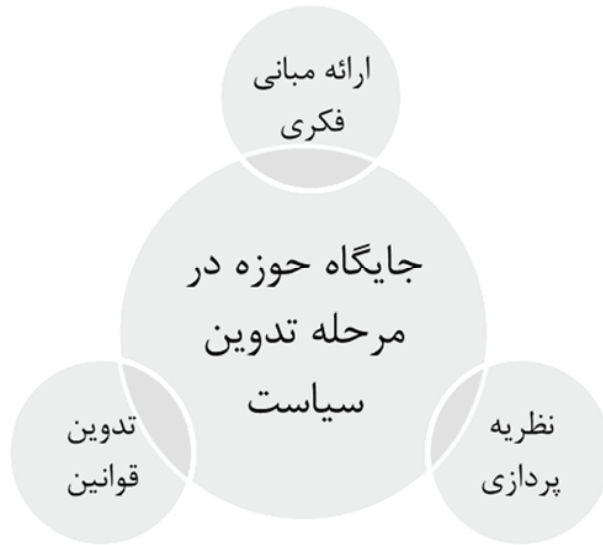 ارائه مبانی
فکری
جایگاه حوزه در
مرحله تدوین
سیاست
نظریه
پردازی
تدوین
قوانین